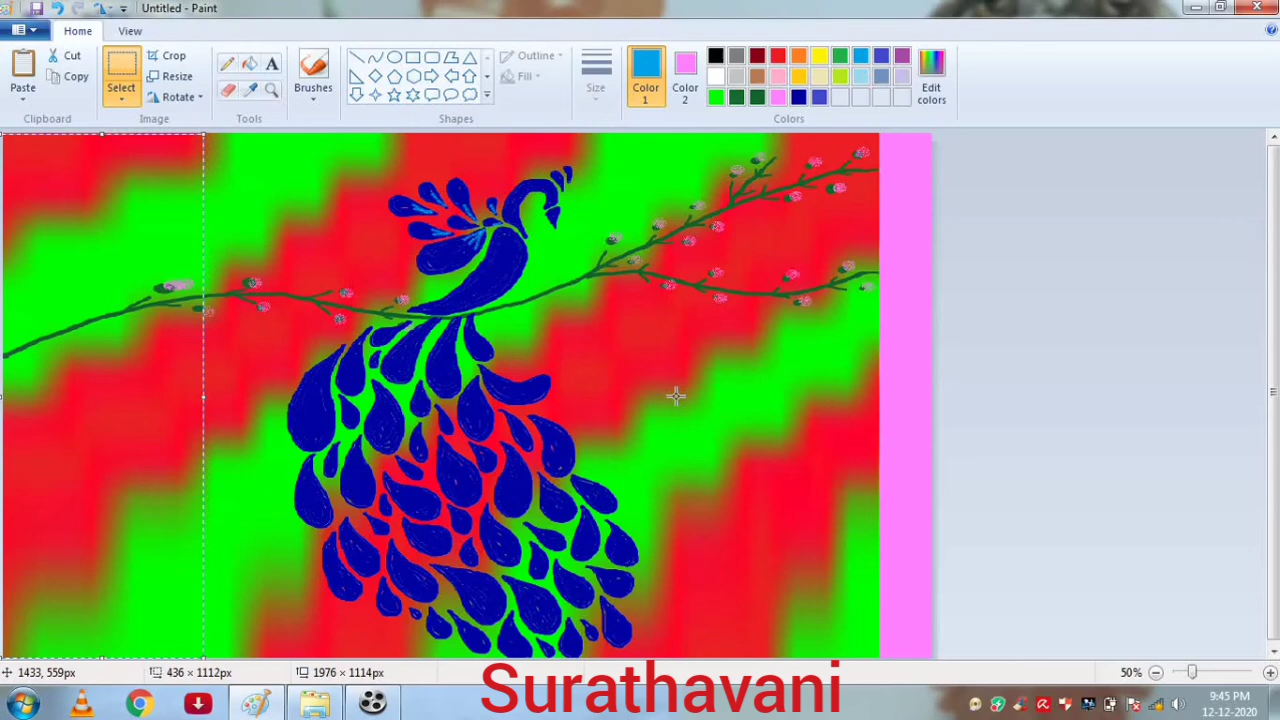 Untitled - Paint
Home View
Cut
Copy
Paste
Select
Crop
Resize
Rotate
Brushes
Outline
Fill
Size
Color 1
Color 2
Edit colors
Clipboard Image Tools Shapes Colors
1433, 559px 436 × 1112px 1976 × 1114px 50%
Surathavani
9:45 PM
12-12-2020